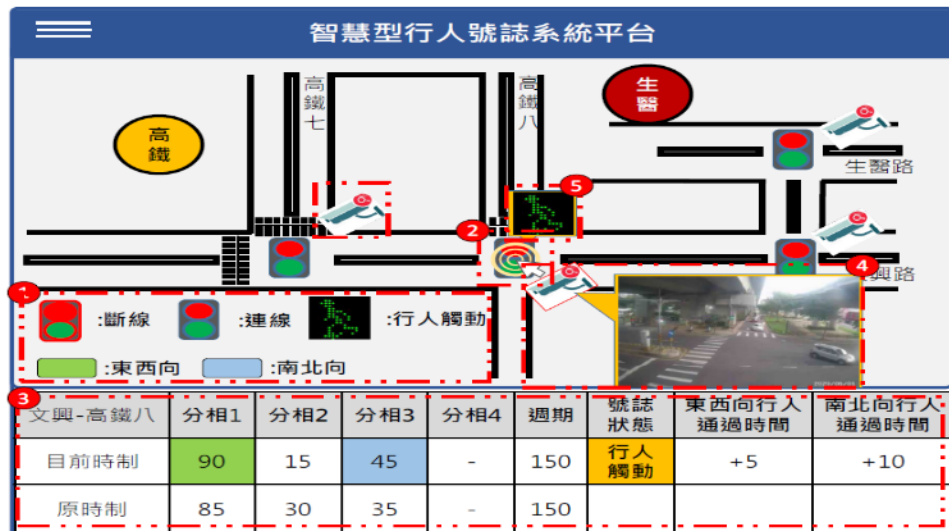 智慧型行人號誌系統平台
高鐵
高鐵七
高鐵八
生醫
生醫路
5
2
4
興路
1
:斷線
:連線
:行人觸動
:東西向
:南北向
3
文興-高鐵八 分相1 分相2 分相3 分相4 週期 號誌狀態 東西向行人通過時間 南北向行人通過時間
目前時制 90 15 45 - 150 行人觸動 +5 +10
原時制 85 30 35 - 150